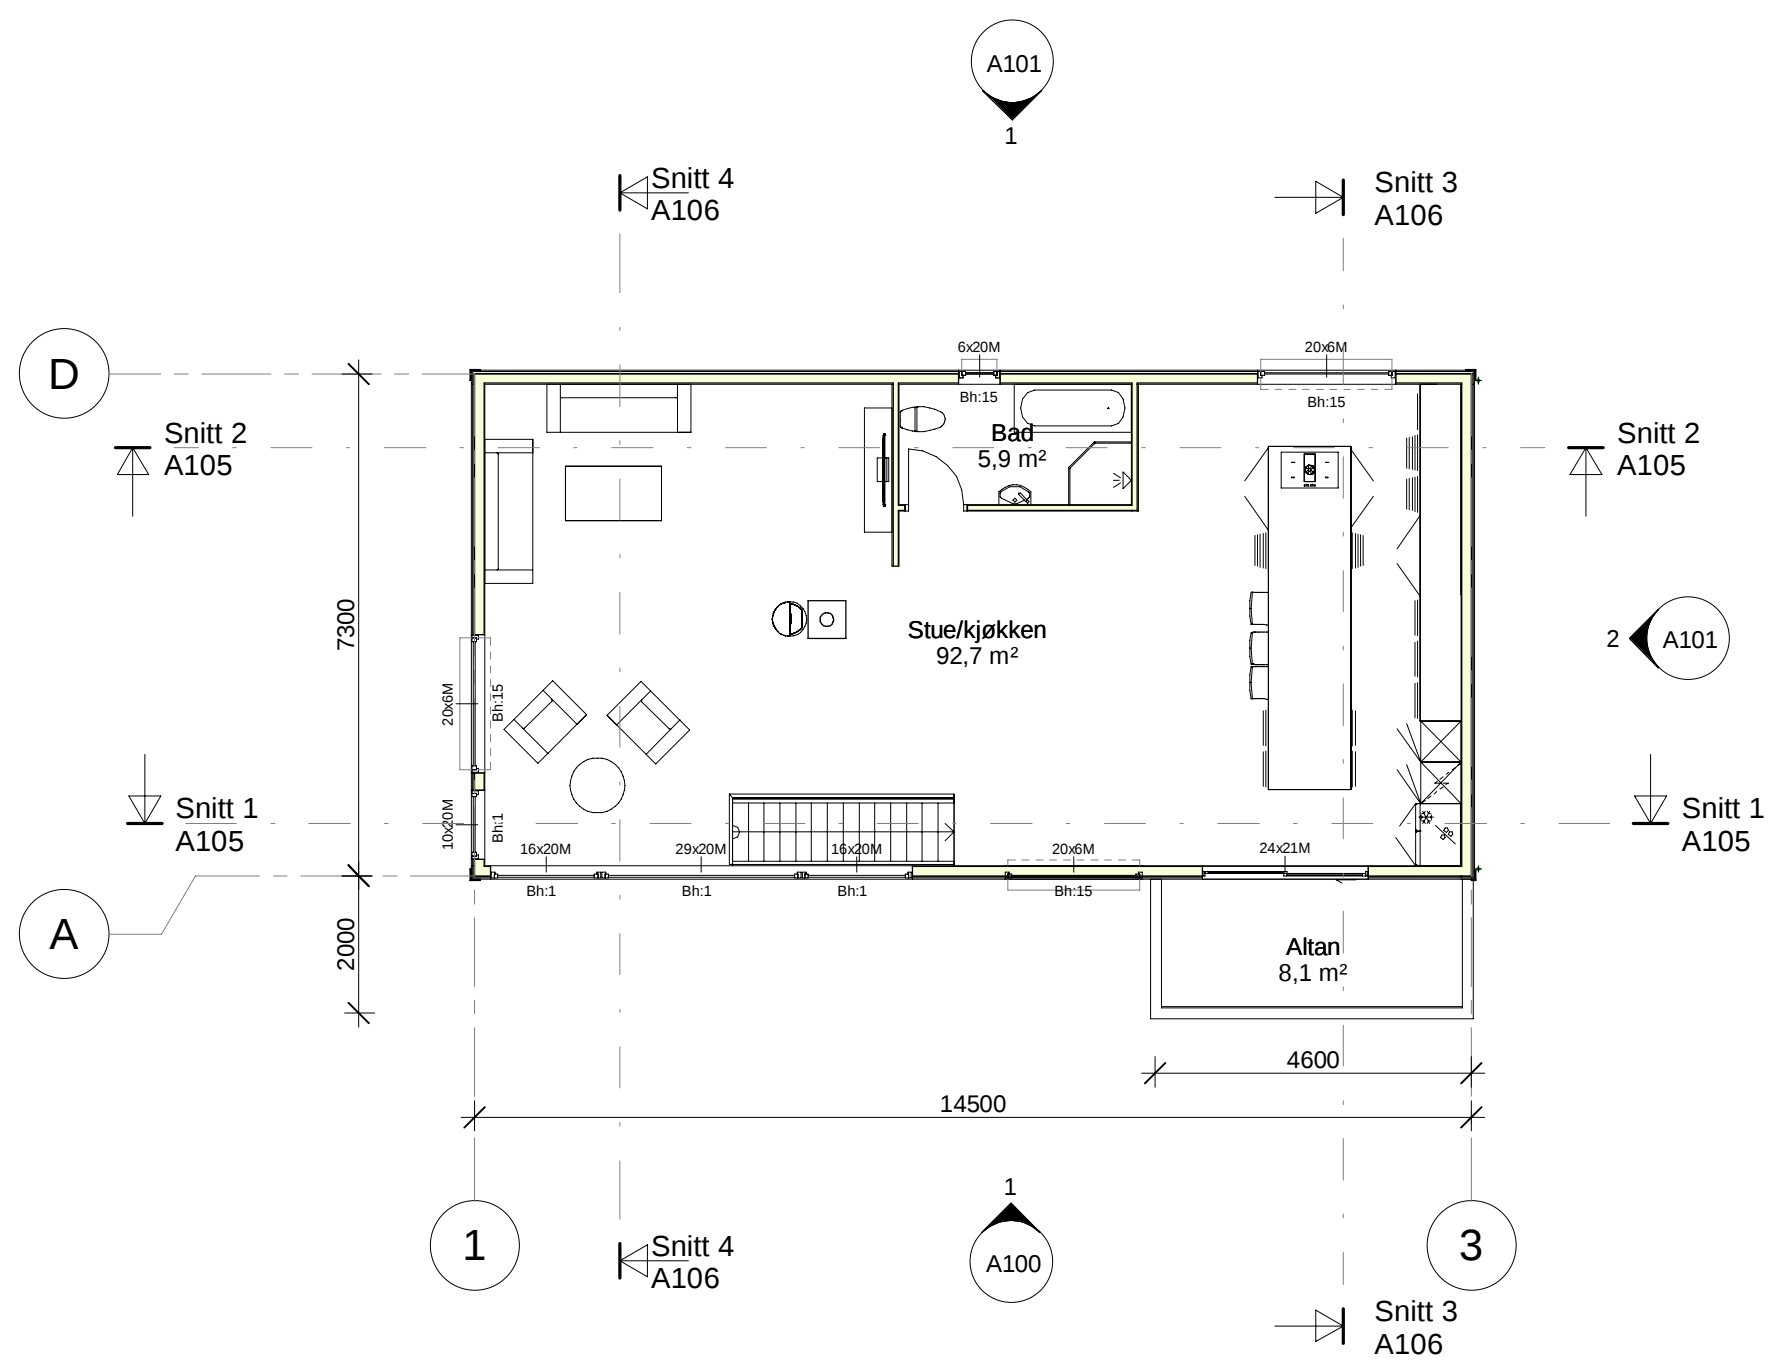 A101
1
Snitt 4
A106
Snitt 3
A106
D
6x20M
20x6M
Bh:15
Bh:15
Snitt 2
A105
Bad
5,9 m²
Snitt 2
A105
7300
Stue/kjøkken
92,7 m²
2
A101
20x6M
Bh:15
Snitt 1
A105
10x20M
Bh:1
Snitt 1
A105
16x20M
29x20M
16x20M
20x6M
24x21M
Bh:1
Bh:1
Bh:1
Bh:15
A
2000
Altan
8,1 m²
4600
14500
1
1
3
A100
Snitt 4
A106
Snitt 3
A106